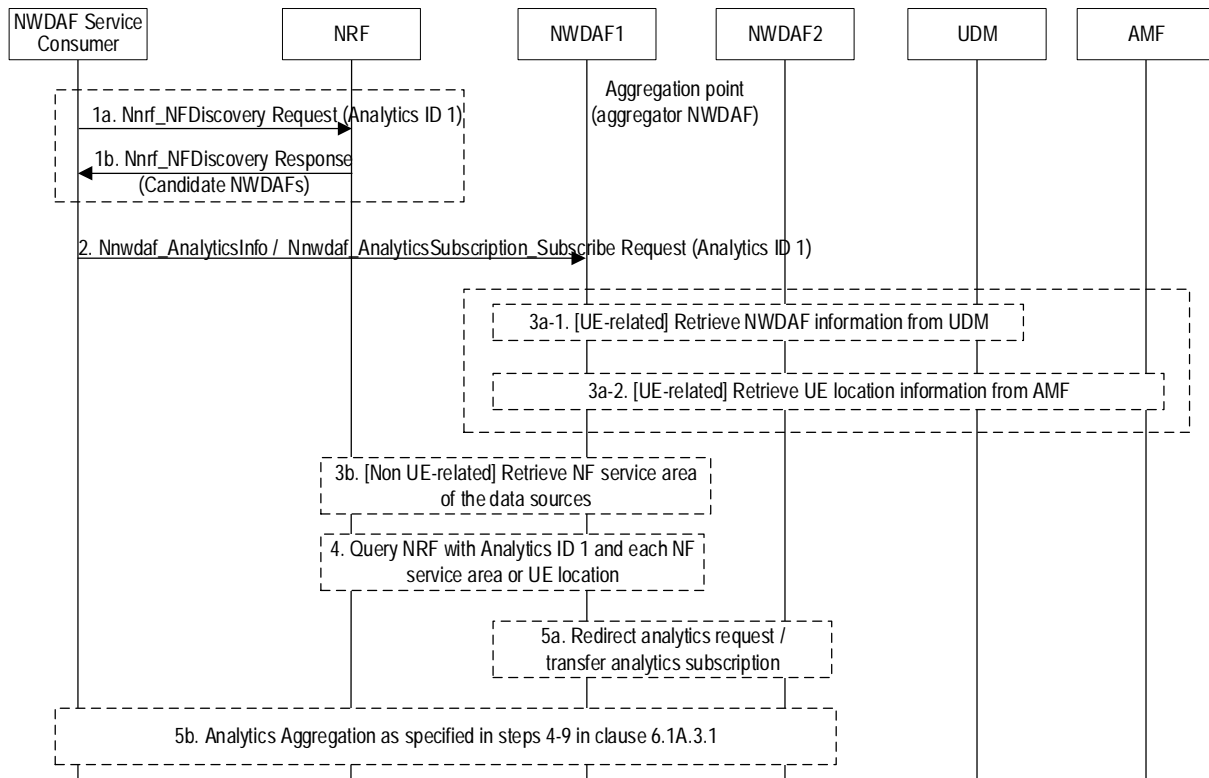 NWDAF Service
Consumer
NRF
NWDAF1
NWDAF2
UDM
AMF
Aggregation point
(aggregator NWDAF)
1a. Nnrf_NFDiscovery Request (Analytics ID 1)
1b. Nnrf_NFDiscovery Response
(Candidate NWDAFs)
2. Nnwdaf_AnalyticsInfo / Nnwdaf_AnalyticsSubscription_Subscribe Request (Analytics ID 1)
3a-1. [UE-related] Retrieve NWDAF information from UDM
3a-2. [UE-related] Retrieve UE location information from AMF
3b. [Non UE-related] Retrieve NF service area
of the data sources
4. Query NRF with Analytics ID 1 and each NF
service area or UE location
5a. Redirect analytics request /
transfer analytics subscription
5b. Analytics Aggregation as specified in steps 4-9 in clause 6.1A.3.1